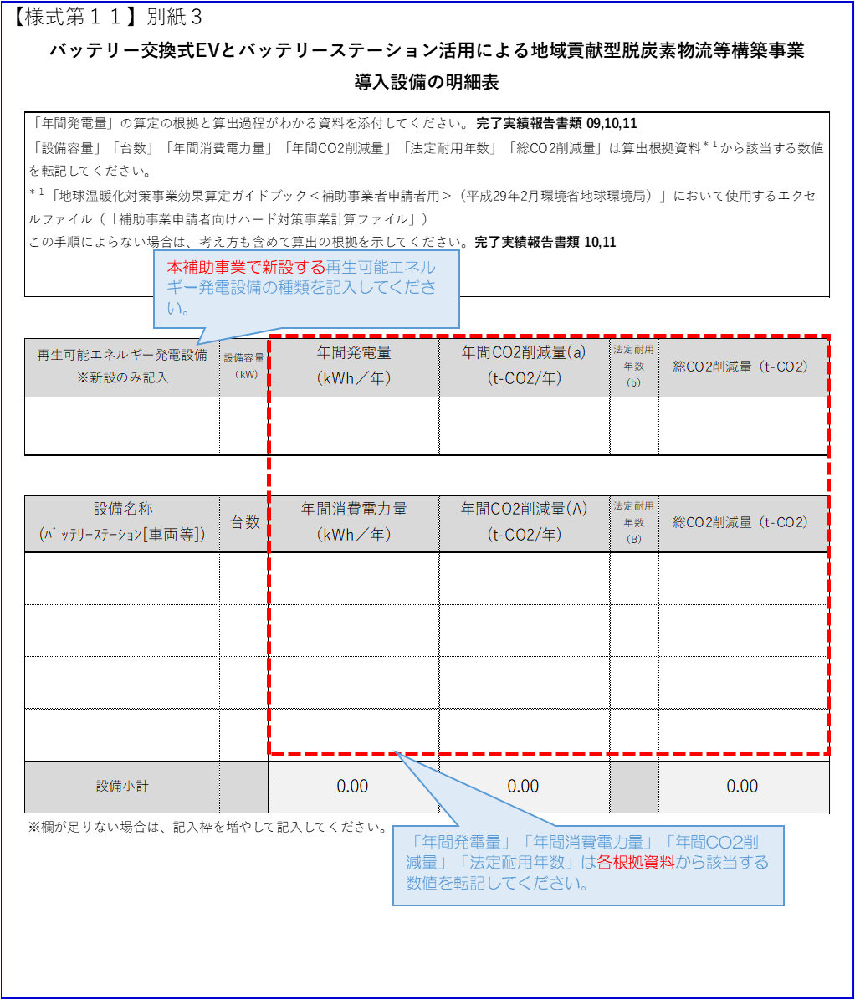 【様式第１１】別紙３
バッテリー交換式EVとバッテリーステーション活用による地域貢献型脱炭素物流等構築事業
導入設備の明細表
「年間発電量」の算定の根拠と算出過程がわかる資料を添付してください。完了実績報告書類 09,10,11
「設備容量」「台数」「年間消費電力量」「年間CO2削減量」「法定耐用年数」「総CO2削減量」は算出根拠資料＊１から該当する数値
を転記してください。
＊１「地球温暖化対策事業効果算定ガイドブック＜補助事業者申請者用＞（平成29年2月環境省地球環境局）」において使用するエクセ
ルファイル（「補助事業申請者向けハード対策事業計算ファイル」）
この手順によらない場合は、考え方も含めて算出の根拠を示してください。完了実績報告書類 10,11
本補助事業で新設する再生可能エネル
ギー発電設備の種類を記入してくださ
い。
再生可能エネルギー発電設備
※新設のみ記入
設備容量
（kW）
年間発電量
（kWh／年）
年間CO2削減量(a)
（t-CO2/年）
法定耐用
年数
（b）
総CO2削減量（t-CO2）
設備名称
(ﾊﾞｯﾃﾘｰｽﾃｰｼｮﾝ[車両等])
台数
年間消費電力量
（kWh／年）
年間CO2削減量(A)
（t-CO2/年）
法定耐用
年数
（B）
総CO2削減量（t-CO2）
設備小計
0.00
0.00
0.00
※欄が足りない場合は、記入枠を増やして記入してください。
「年間発電量」「年間消費電力量」「年間CO2削
減量」「法定耐用年数」は各根拠資料から該当する
数値を転記してください。